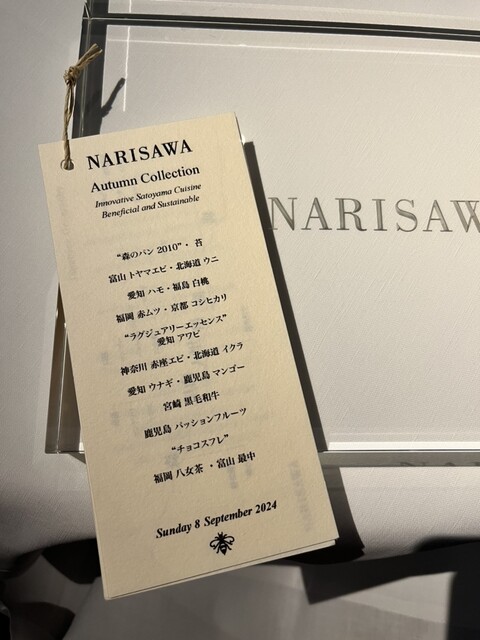 NARISAWA
Autumn Collection
Innovative Satoyama Cuisine
Beneficial and Sustainable
“森のパン 2010”・ 苔
富山 トヤマエビ・北海道 ウニ
愛知 ハモ・福島 白桃
福岡 赤ムツ・京都 コシヒカリ
“ラグジュアリーエッセンス”
愛知 アワビ
神奈川 赤座エビ・北海道 イクラ
愛知 ウナギ・鹿児島 マンゴー
宮崎 黒毛和牛
鹿児島 パッションフルーツ
“チョコスフレ”
福岡 八女茶 ・富山 最中
Sunday 8 September 2024
NARISAW